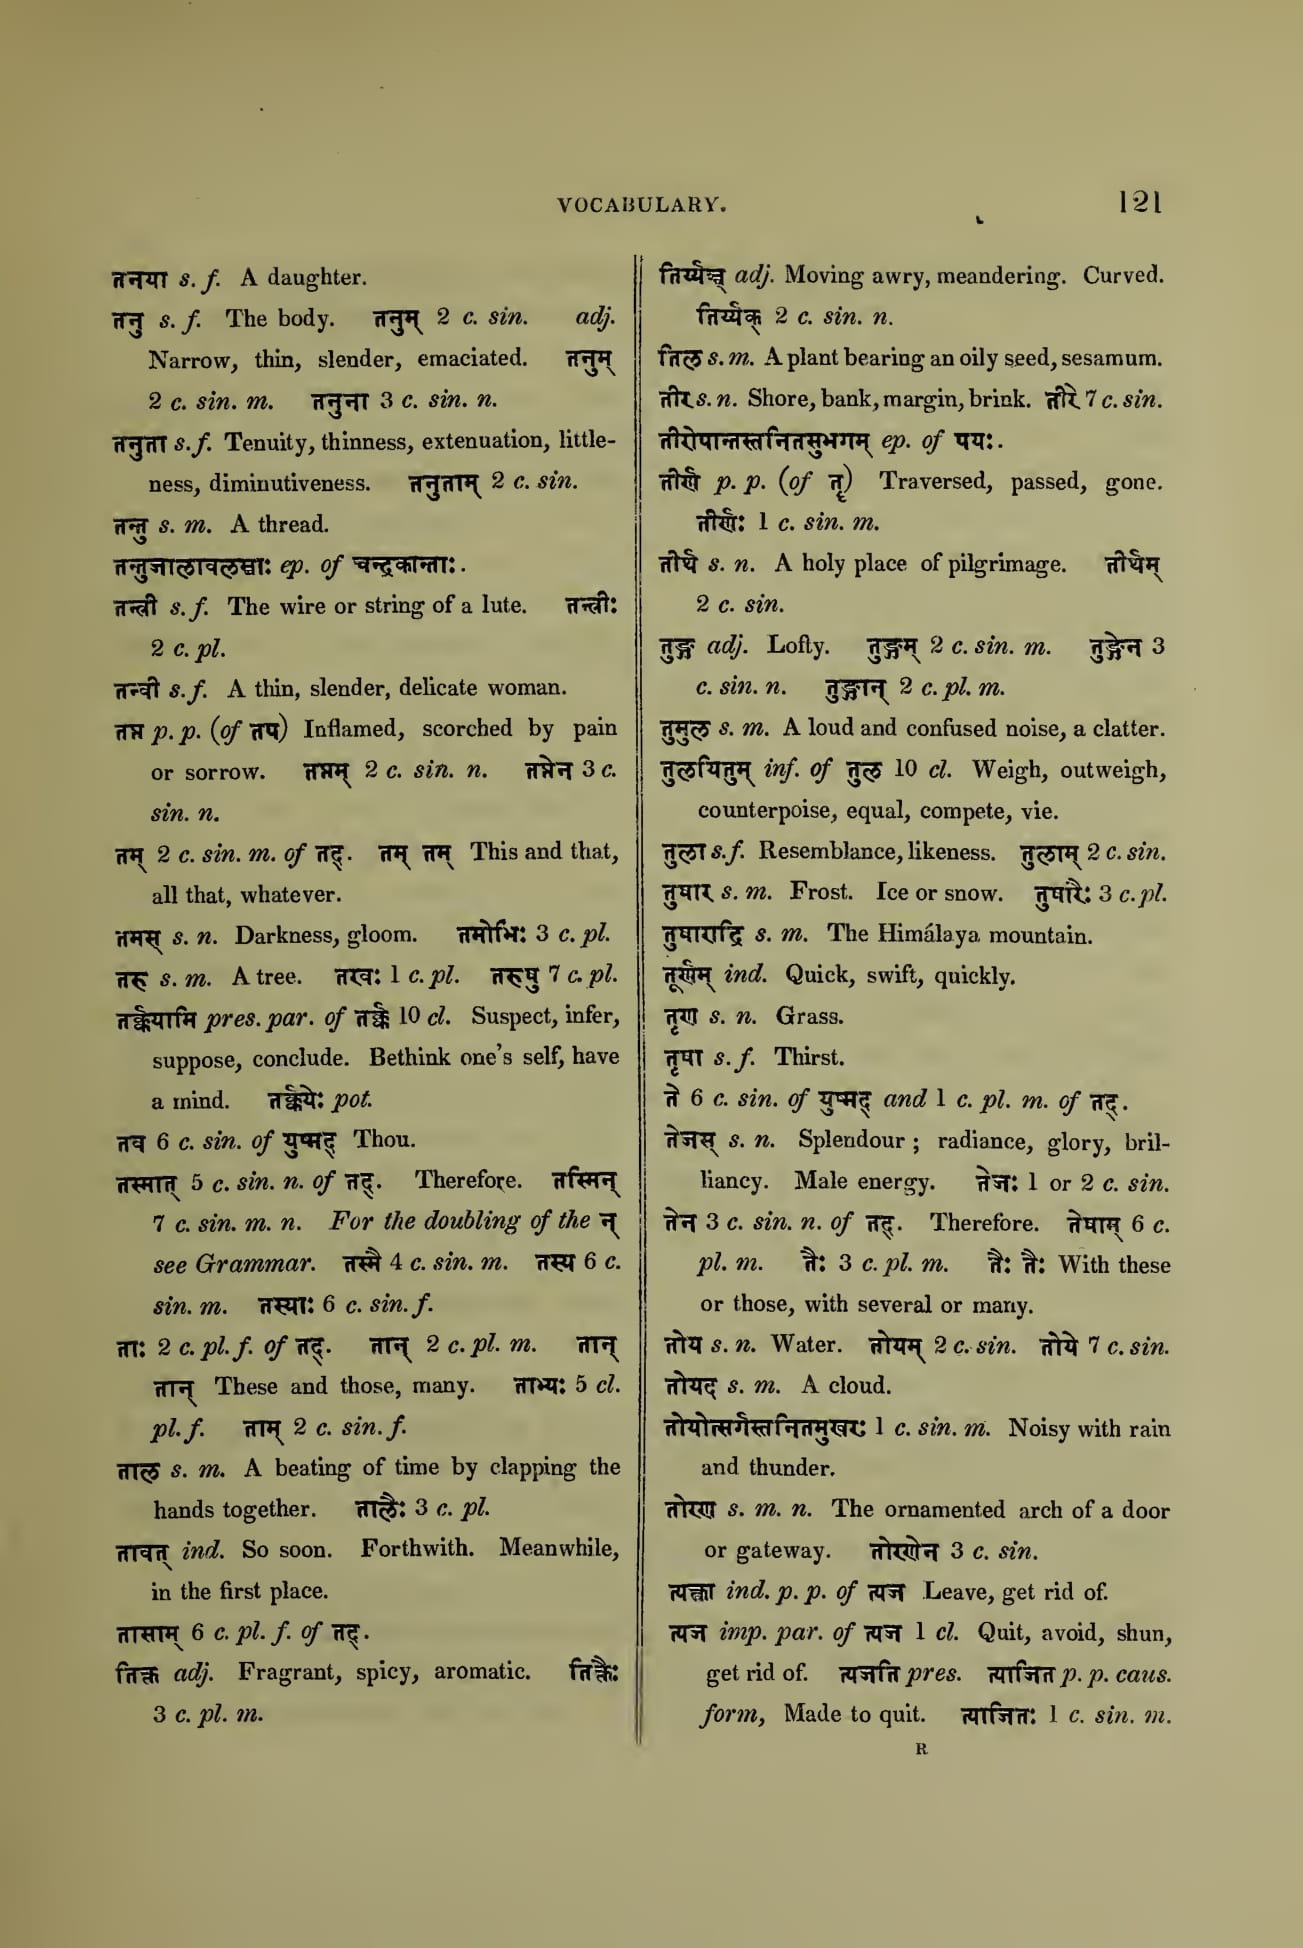 VOCABULARY.
121
तनया s. f. A daughter.
तनु s. f. The body. तनुम् 2 c. sin. adj.
Narrow, thin, slender, emaciated. तनुम्
2 c. sin. m. तनुना 3 c. sin. n.
तनुता s. f. Tenuity, thinness, extenuation, little-
ness, diminutiveness. तनुताम् 2 c. sin.
तन्तु s. m. A thread.
तन्तुजालावलम्बाः ep. of चन्द्रकान्ताः.
तन्त्री s. f. The wire or string of a lute. तन्त्रीः
2 c. pl.
तन्वी s. f. A thin, slender, delicate woman.
तप्त p. p. (of तप) Inflamed, scorched by pain
or sorrow. तप्तम् 2 c. sin. n. तप्तेन 3 c.
sin. n.
तम् 2 c. sin. m. of तद्. तम् तम् This and that,
all that, whatever.
तमस् s. n. Darkness, gloom. तमोभिः 3 c. pl.
तरु s. m. A tree. तरवः 1 c. pl. तरुषु 7 c. pl.
तर्क्कयामि pres. par. of तर्क्क 10 cl. Suspect, infer,
suppose, conclude. Bethink one's self, have
a mind. तर्क्कयेः pot.
तव 6 c. sin. of युष्मद् Thou.
तस्मात् 5 c. sin. n. of तद्. Therefore. तस्मिन्
7 c. sin. m. n. For the doubling of the न्
see Grammar. तस्मै 4 c. sin. m. तस्य 6 c.
sin. m. तस्याः 6 c. sin. f.
ताः 2 c. pl. f. of तद्. तान् 2 c. pl. m. तान्
तान् These and those, many. ताभ्यः 5 cl.
pl. f. ताम् 2 c. sin. f.
ताल s. m. A beating of time by clapping the
hands together. तालैः 3 c. pl.
तावत् ind. So soon. Forthwith. Meanwhile,
in the first place.
तासाम् 6 c. pl. f. of तद्.
तिक्त adj. Fragrant, spicy, aromatic. तिक्तैः
3 c. pl. m.
तिर्य्यञ्च् adj. Moving awry, meandering. Curved.
तिर्य्यक् 2 c. sin. n.
तिल s. m. A plant bearing an oily seed, sesamum.
तीर s. n. Shore, bank, margin, brink. तीरे 7 c. sin.
तीरोपान्तस्तनितसुभगम् ep. of पयः.
तीर्ण p. p. (of तॄ) Traversed, passed, gone.
तीर्णः 1 c. sin. m.
तीर्थ s. n. A holy place of pilgrimage. तीर्थम्
2 c. sin.
तुङ्ग adj. Lofty. तुङ्गम् 2 c. sin. m. तुङ्गेन 3
c. sin. n. तुङ्गान् 2 c. pl. m.
तुमुल s. m. A loud and confused noise, a clatter.
तुलयितुम् inf. of तुल 10 cl. Weigh, outweigh,
counterpoise, equal, compete, vie.
तुला s. f. Resemblance, likeness. तुलाम् 2 c. sin.
तुषार s. m. Frost. Ice or snow. तुषारैः 3 c. pl.
तुषाराद्रि s. m. The Himálaya mountain.
तूर्णम् ind. Quick, swift, quickly.
तृण s. n. Grass.
तृषा s. f. Thirst.
ते 6 c. sin. of युष्मद् and 1 c. pl. m. of तद्.
तेजस् s. n. Splendour; radiance, glory, bril-
liancy. Male energy. तेजः 1 or 2 c. sin.
तेन 3 c. sin. n. of तद्. Therefore. तेषाम् 6 c.
pl. m. तैः 3 c. pl. m. तैः तैः With these
or those, with several or many.
तोय s. n. Water. तोयम् 2 c. sin. तोये 7 c. sin.
तोयद s. m. A cloud.
तोयोत्सर्गस्तनितमुखरः 1 c. sin. m. Noisy with rain
and thunder.
तोरण s. m. n. The ornamented arch of a door
or gateway. तोरणेन 3 c. sin.
त्यक्त्वा ind. p. p. of त्यज Leave, get rid of.
त्यज imp. par. of त्यज 1 cl. Quit, avoid, shun,
get rid of. त्यजति pres. त्याजित p. p. caus.
form, Made to quit. त्याजितः 1 c. sin. m.
R